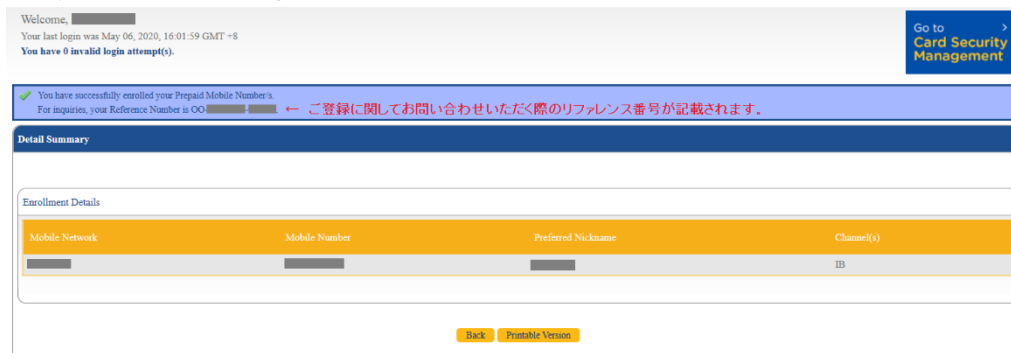 Welcome,
Your last login was May 06, 2020, 16:01:59 GMT +8
You have 0 invalid login attempt(s).
Go to >
Card Security
Management
You have successfully enrolled your Prepaid Mobile Number/s.
For inquiries, your Reference Number is OO- - . ← ご登録に関してお問い合わせいただく際のリファレンス番号が記載されます。
Detail Summary
Enrollment Details
Mobile Network Mobile Number Preferred Nickname Channel(s)
IB
Back Printable Version